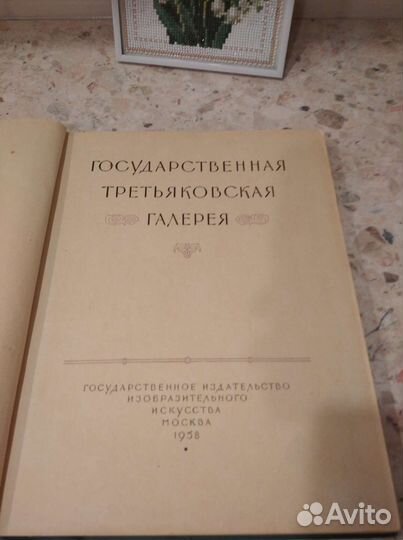 ГОСУДАРСТВЕННАЯ
ТРЕТЬЯКОВСКАЯ
ГАЛЕРЕЯ
ГОСУДАРСТВЕННОЕ ИЗДАТЕЛЬСТВО
ИЗОБРАЗИТЕЛЬНОГО
ИСКУССТВА
МОСКВА
1958
Avito